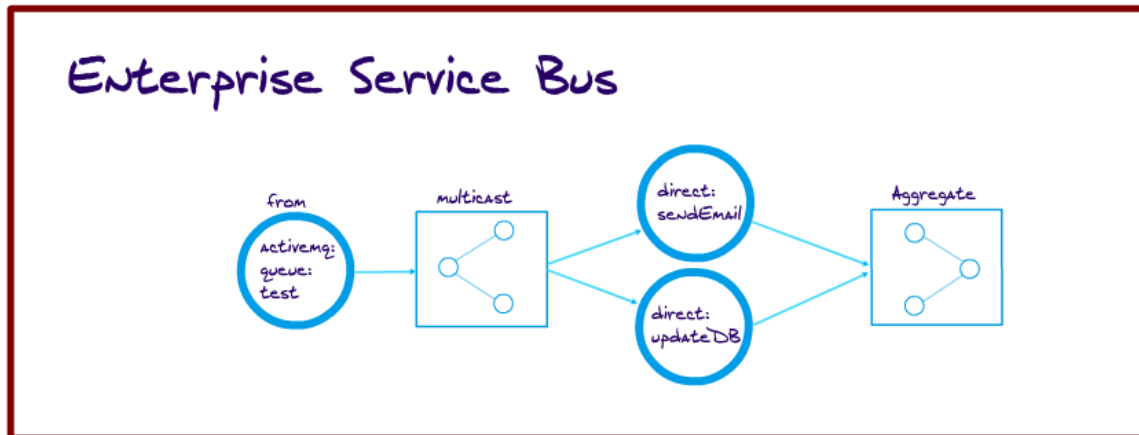 Enterprise Service Bus
from
activemq:
queue:
test
multicast
direct:
sendEmail
direct:
updateDB
Aggregate